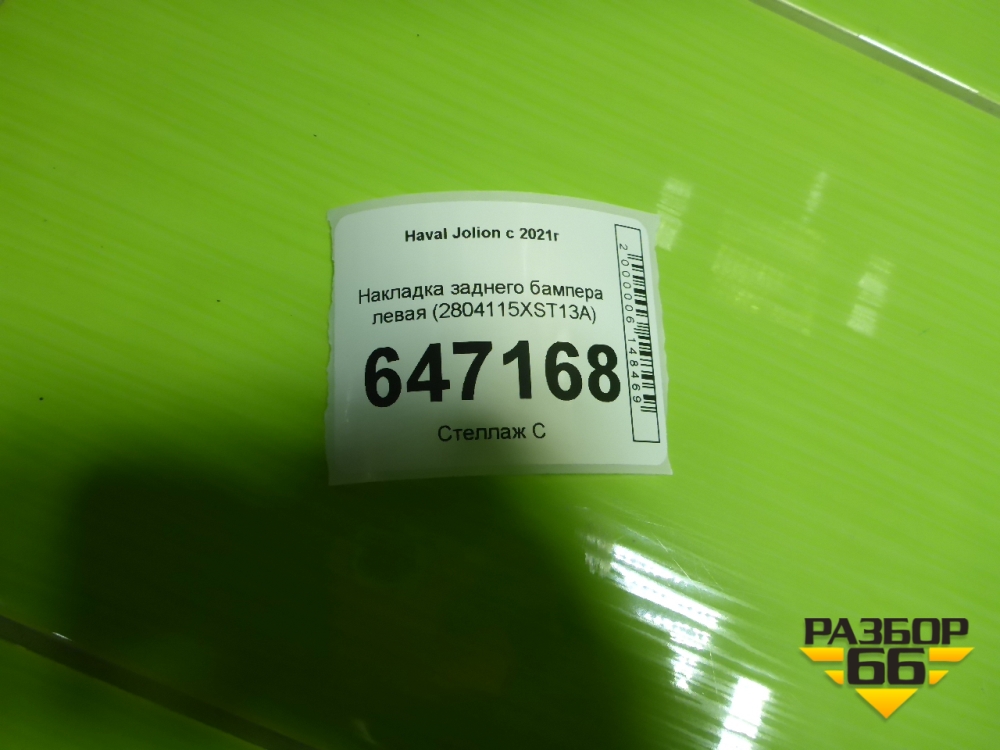 Haval Jolion с 2021г
Накладка заднего бампера
левая (2804115XST13A)
647168
Стеллаж С
2000006148469
РАЗБОР
66